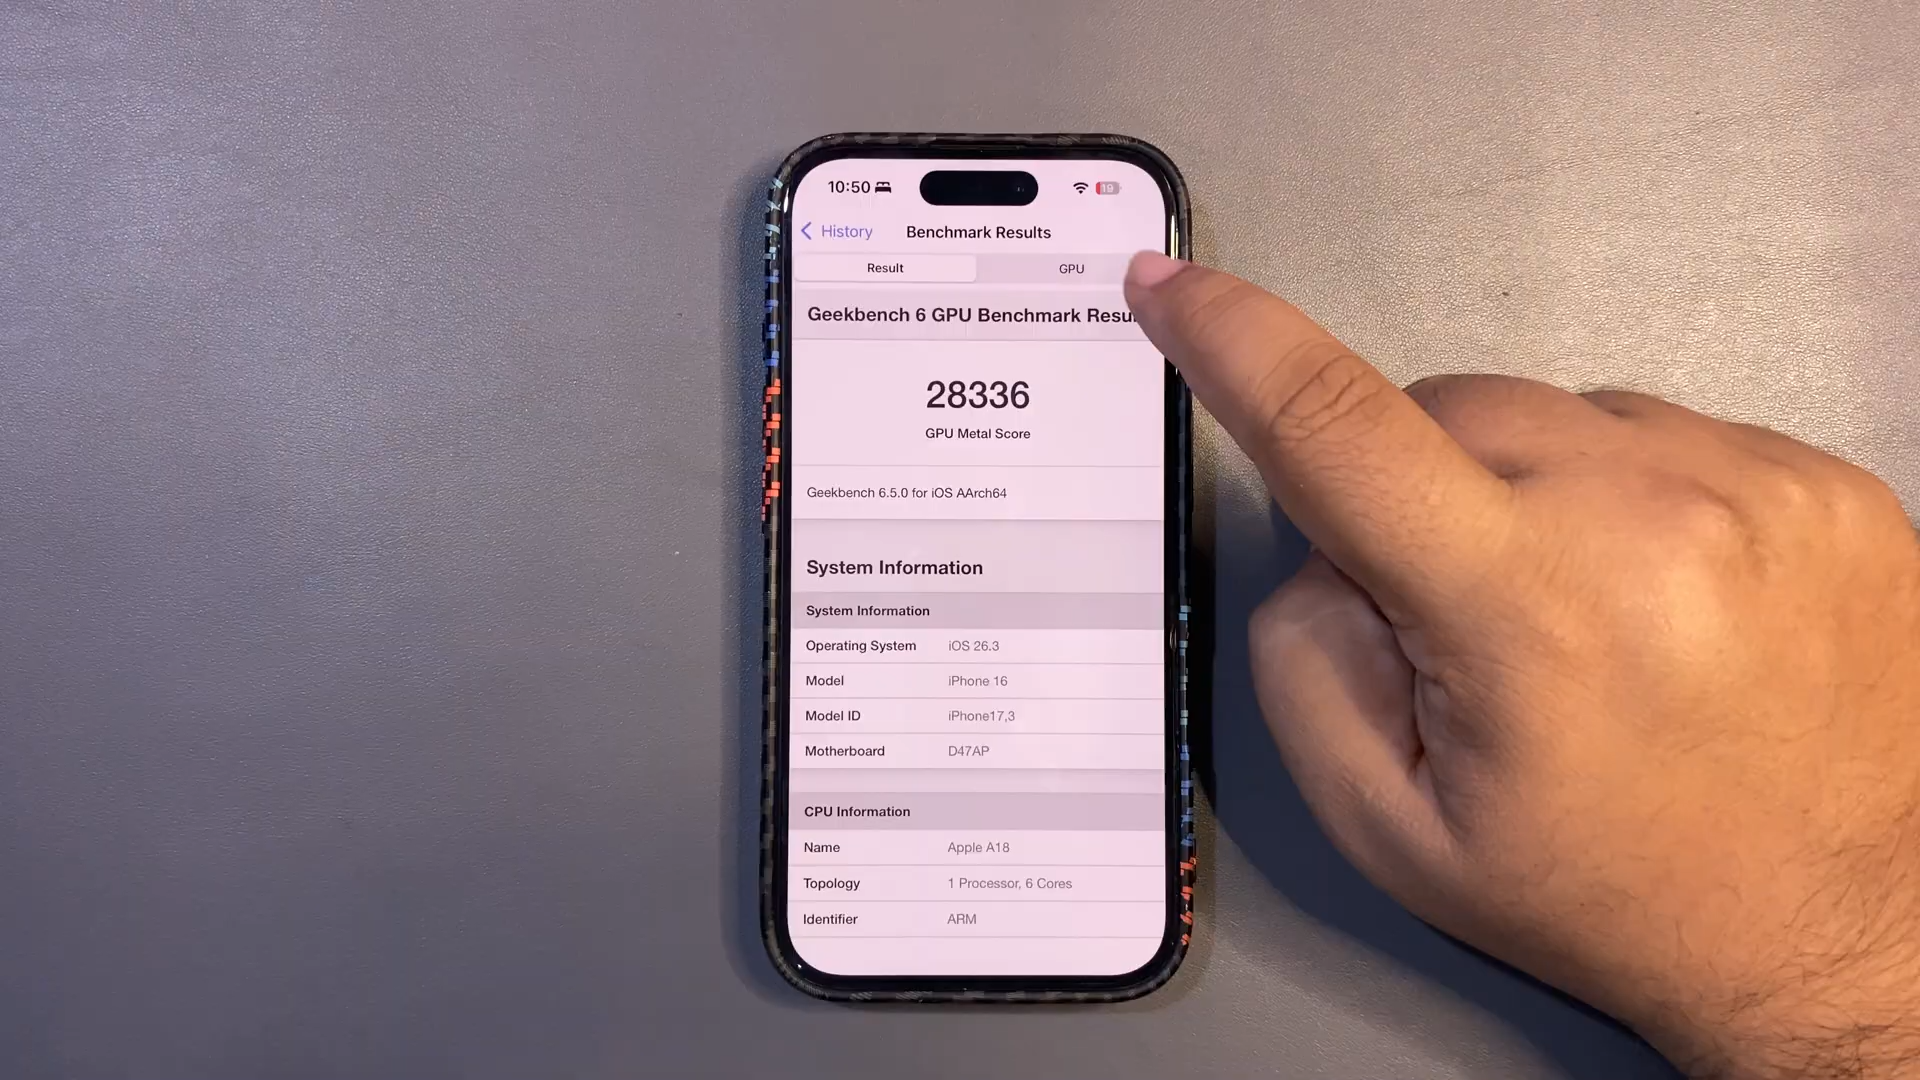 10:50 19
History Benchmark Results
Result GPU
Geekbench 6 GPU Benchmark
28336
GPU Metal Score
Geekbench 6.5.0 for iOS AArch64
System Information
System Information
Operating System iOS 26.3
Model iPhone 16
Model ID iPhone17,3
Motherboard D47AP
CPU Information
Name Apple A18
Topology 1 Processor, 6 Cores
Identifier ARM